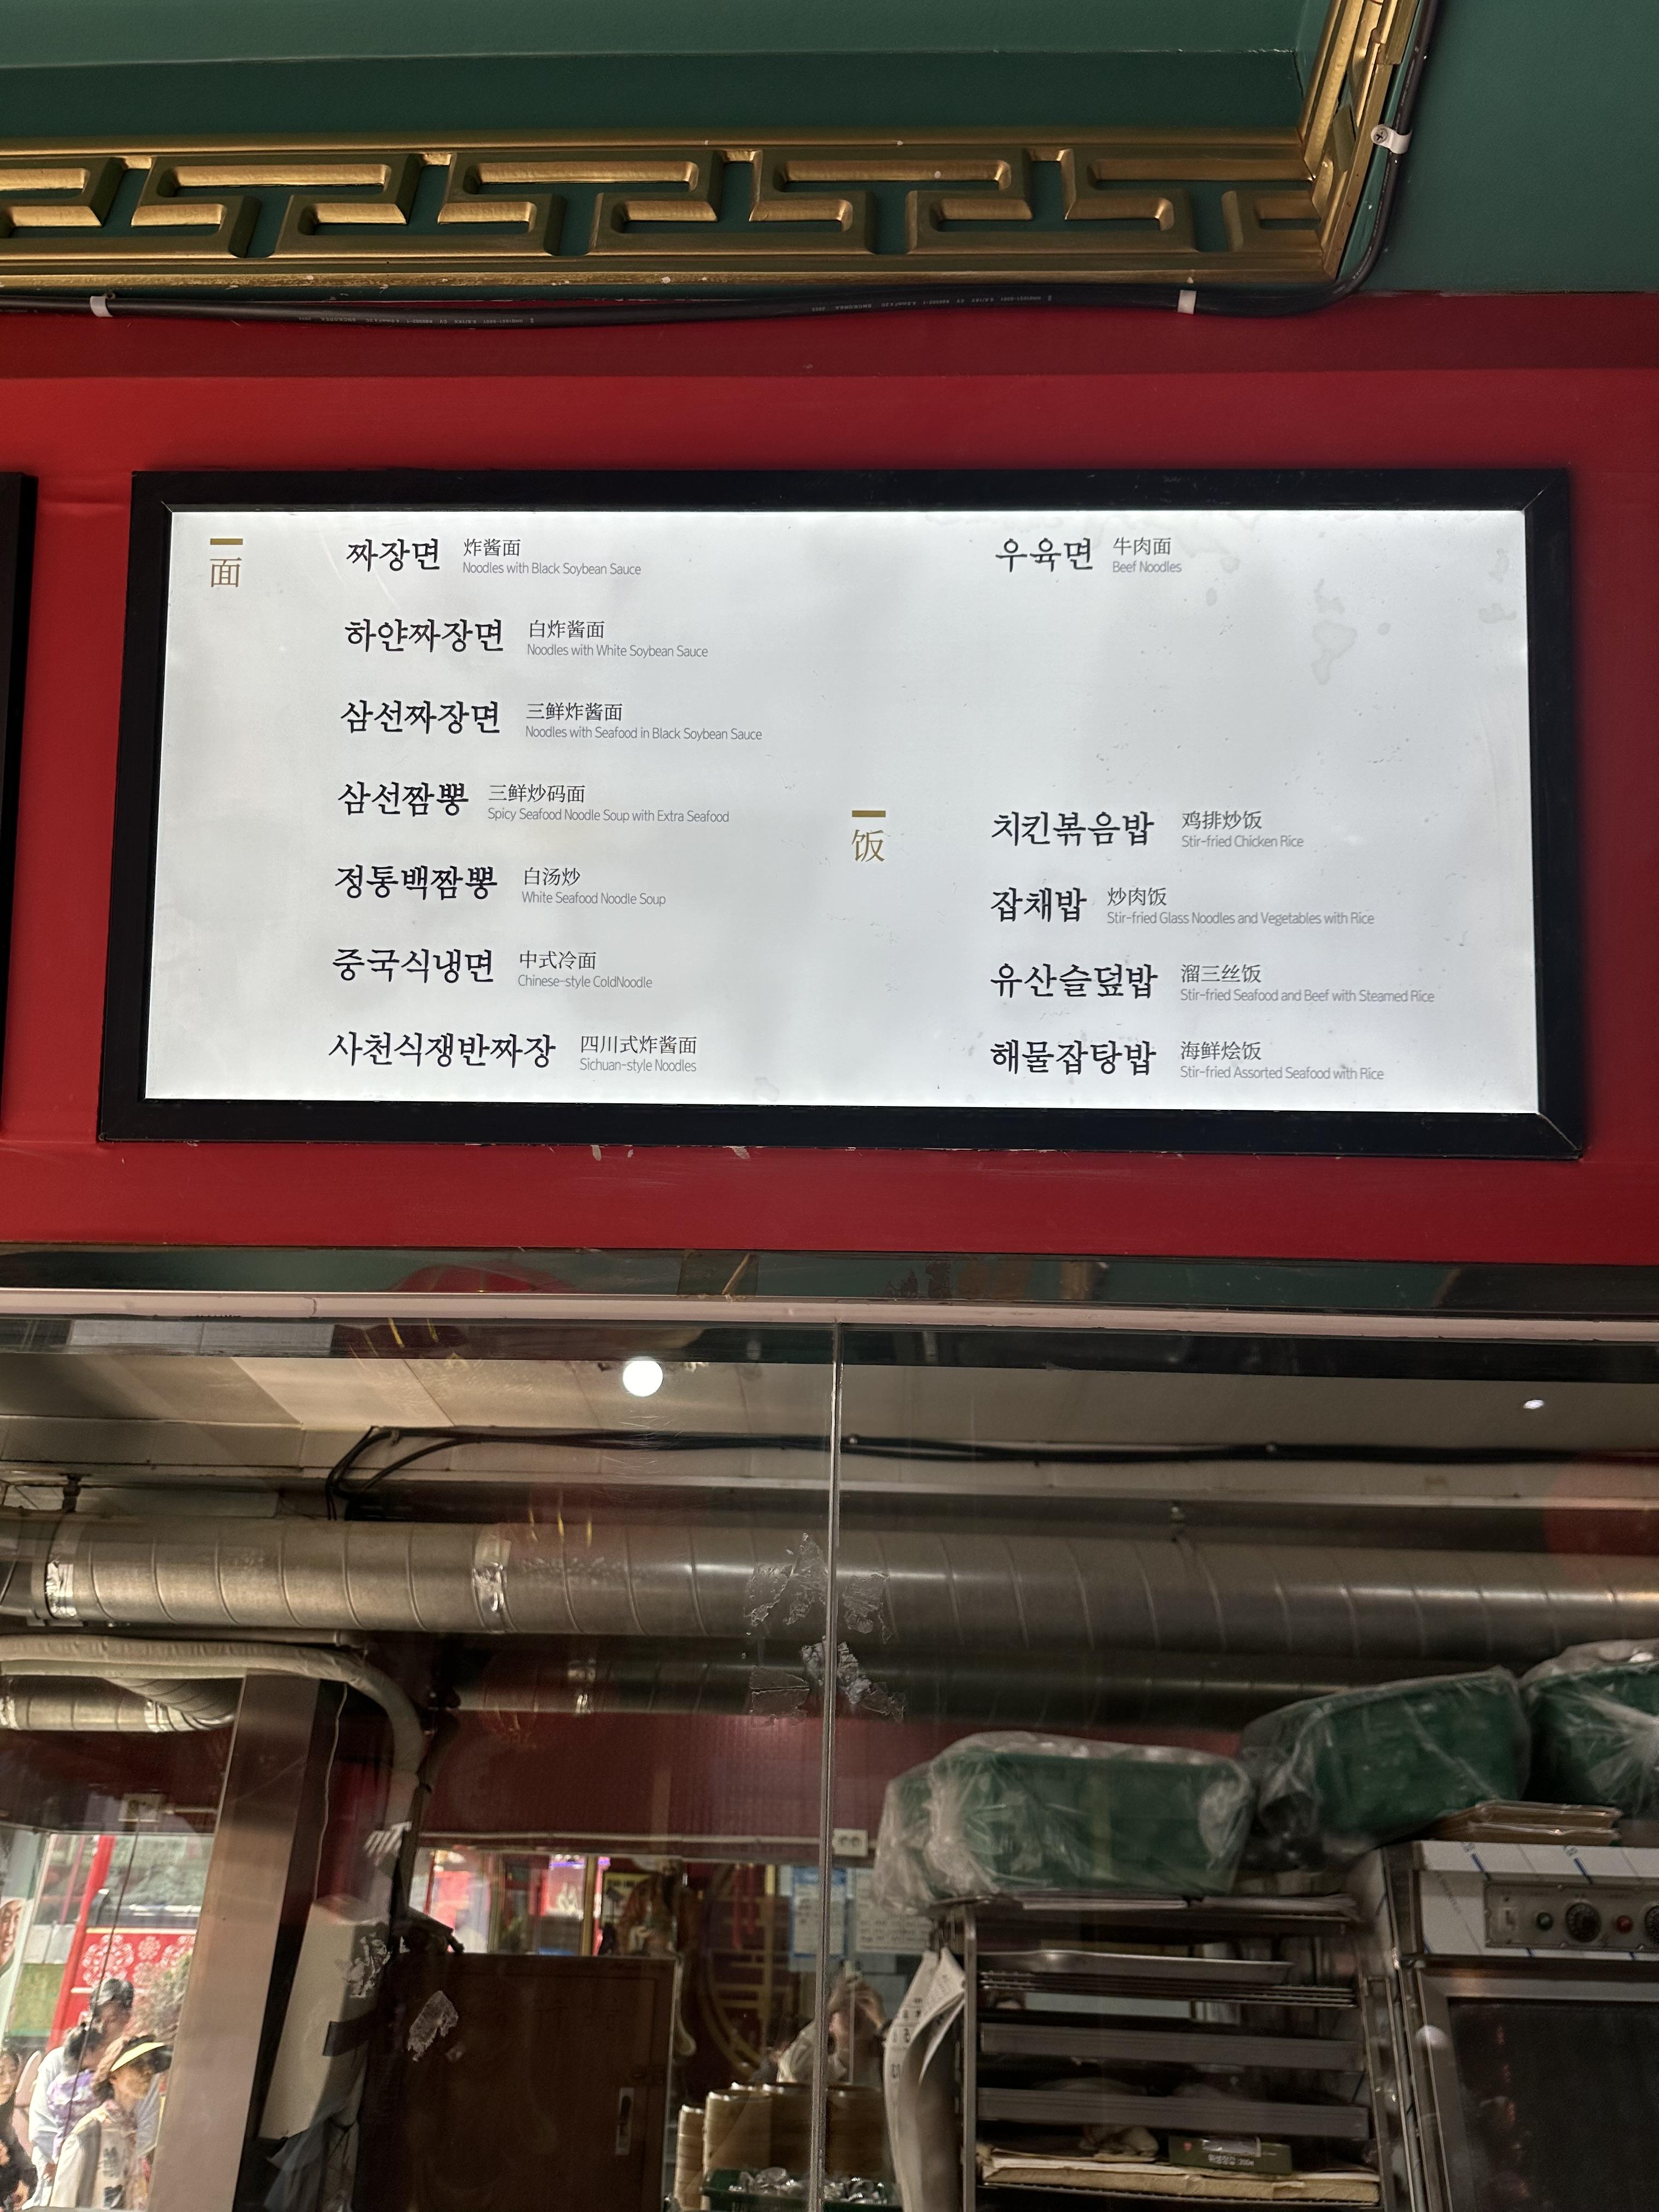 面
짜장면 炸酱面
Noodles with Black Soybean Sauce
하얀짜장면 白炸酱面
Noodles with White Soybean Sauce
삼선짜장면 三鲜炸酱面
Noodles with Seafood in Black Soybean Sauce
삼선짬뽕 三鲜炒码面
Spicy Seafood Noodle Soup with Extra Seafood
정통백짬뽕 白汤炒
White Seafood Noodle Soup
중국식냉면 中式冷面
Chinese-style ColdNoodle
사천식쟁반짜장 四川式炸酱面
Sichuan-style Noodles
우육면 牛肉面
Beef Noodles
饭
치킨볶음밥 鸡排炒饭
Stir-fried Chicken Rice
잡채밥 炒肉饭
Stir-fried Glass Noodles and Vegetables with Rice
유산슬덮밥 溜三丝饭
Stir-fried Seafood and Beef with Steamed Rice
해물잡탕밥 海鲜烩饭
Stir-fried Assorted Seafood with Rice